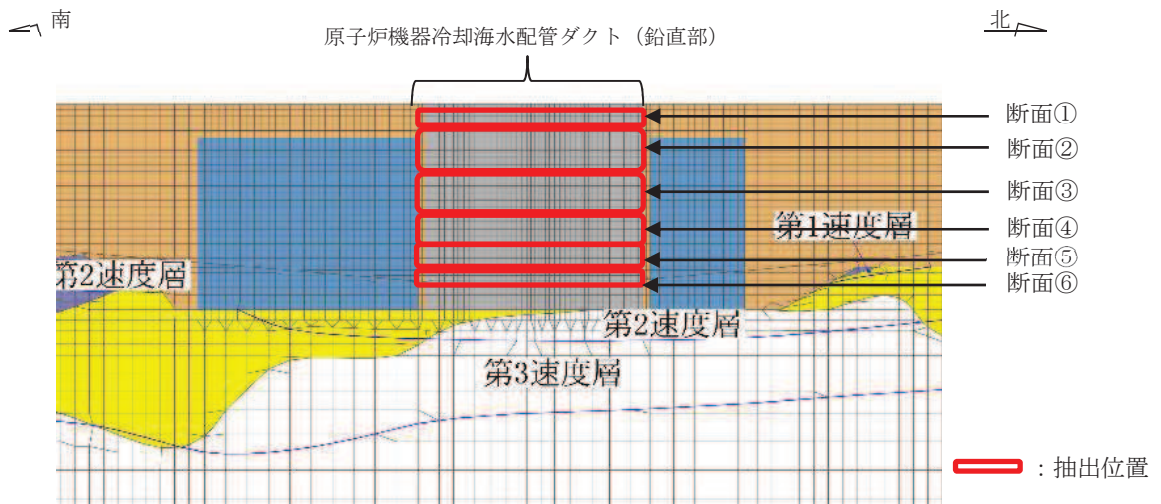 南
北
原子炉機器冷却海水配管ダクト（鉛直部）
断面①
断面②
断面③
断面④
第1速度層
断面⑤
第2速度層
断面⑥
第2速度層
第3速度層
：抽出位置